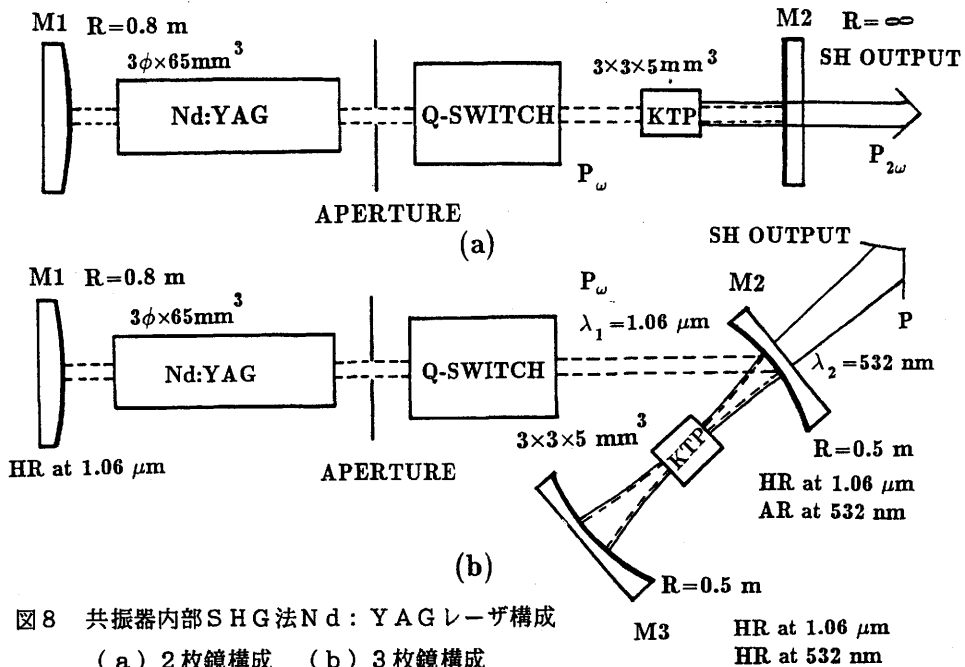 M1 R=0.8 m
3φ×65mm³
Nd:YAG
APERTURE
Q-SWITCH
P_ω
3×3×5mm³
KTP
M2 R=∞
SH OUTPUT
P_2ω
(a)
M1 R=0.8 m
3φ×65mm³
Nd:YAG
HR at 1.06 μm
APERTURE
Q-SWITCH
P_ω
λ₁=1.06 μm
SH OUTPUT
M2
P
λ₂=532 nm
3×3×5 mm³
KTP
R=0.5 m
HR at 1.06 μm
AR at 532 nm
(b)
R=0.5 m
M3
HR at 1.06 μm
HR at 532 nm
図8 共振器内部SHG法Nd:YAGレーザ構成
(a)2枚鏡構成 (b)3枚鏡構成